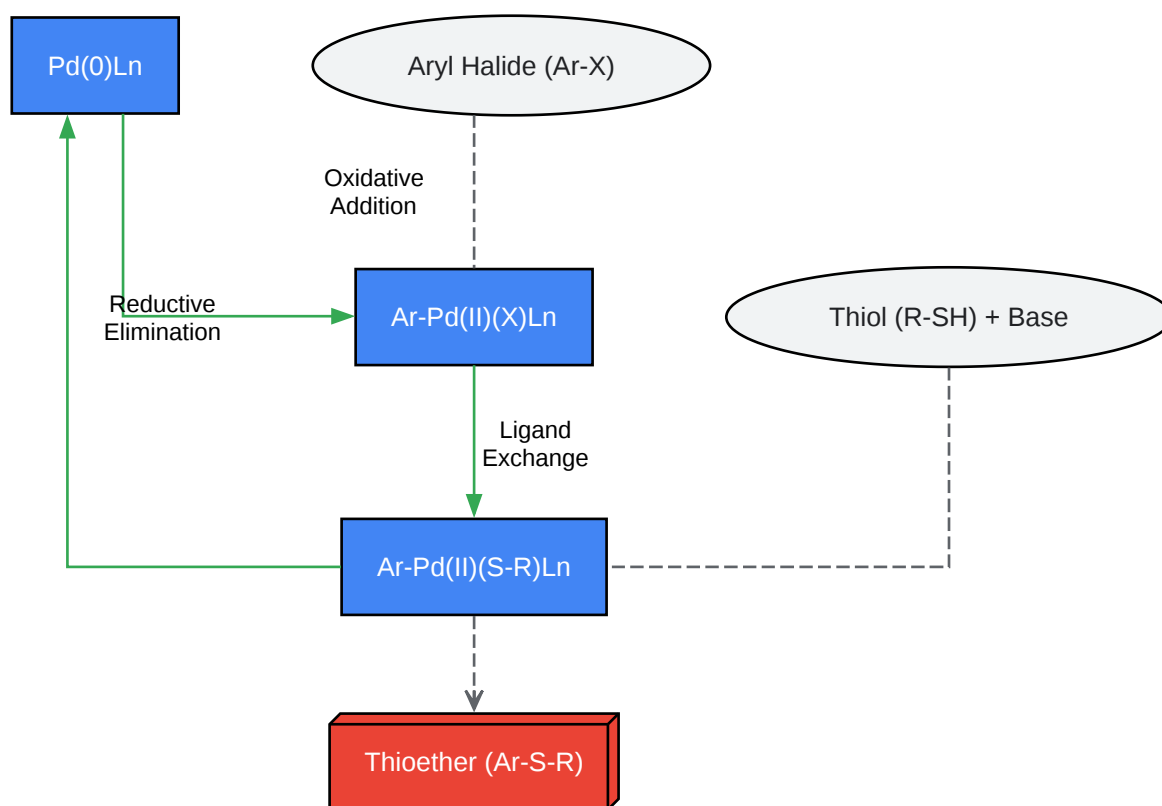 Pd(0)Ln
Aryl Halide (Ar-X)
Oxidative
Addition
Reductive
Elimination
Ar-Pd(II)(X)Ln
Thiol (R-SH) + Base
Ligand
Exchange
Ar-Pd(II)(S-R)Ln
Thioether (Ar-S-R)